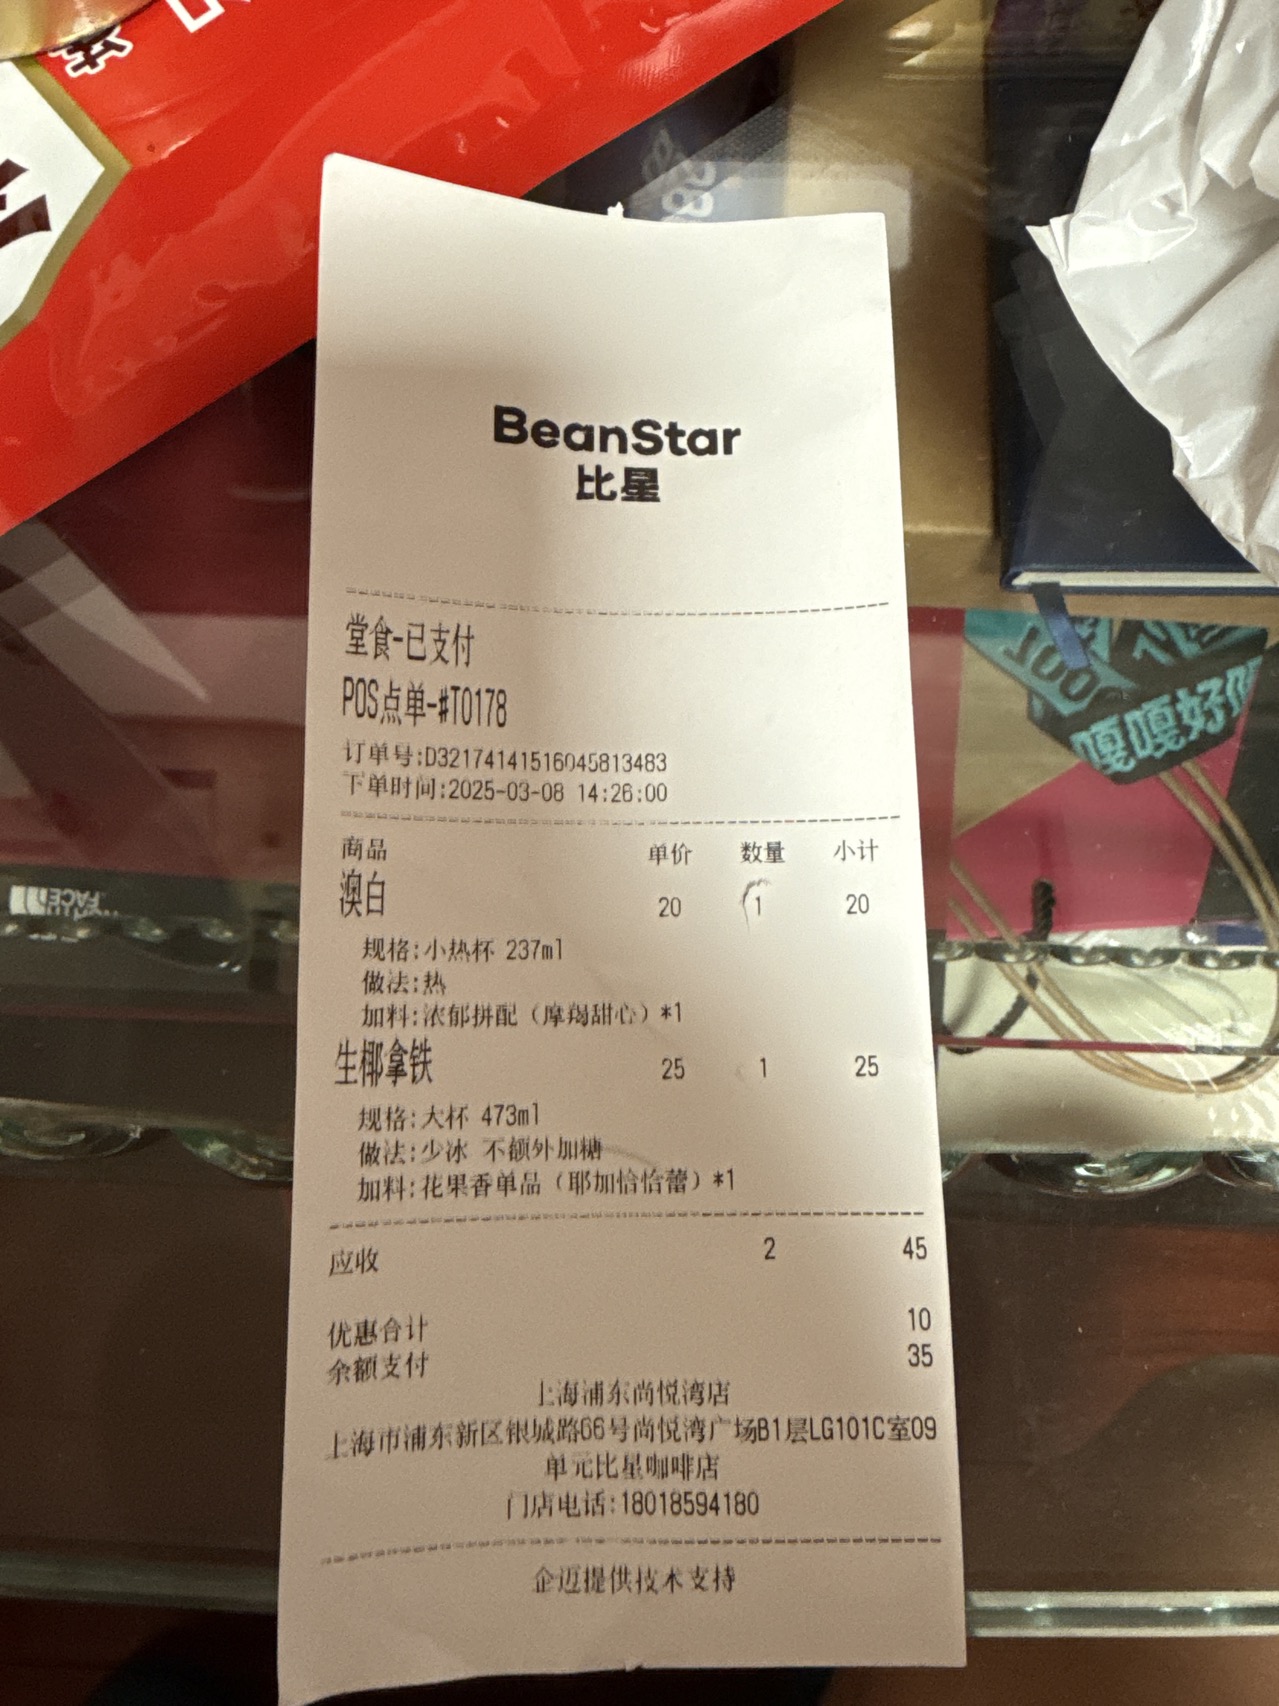 BeanStar
比星
堂食-已支付
POS点单-#T0178
订单号:D32174141516045813483
下单时间:2025-03-08 14:26:00
商品 单价 数量 小计
澳白 20 1 20
规格:小热杯 237ml
做法:热
加料:浓郁拼配（摩羯甜心）*1
生椰拿铁 25 1 25
规格:大杯 473ml
做法:少冰 不额外加糖
加料:花果香单品（耶加恰恰蕾）*1
应收 2 45
优惠合计 10
余额支付 35
上海浦东尚悦湾店
上海市浦东新区银城路66号尚悦湾广场B1层LG101C室09
单元比星咖啡店
门店电话:18018594180
企迈提供技术支持
嘎嘎好
FACE